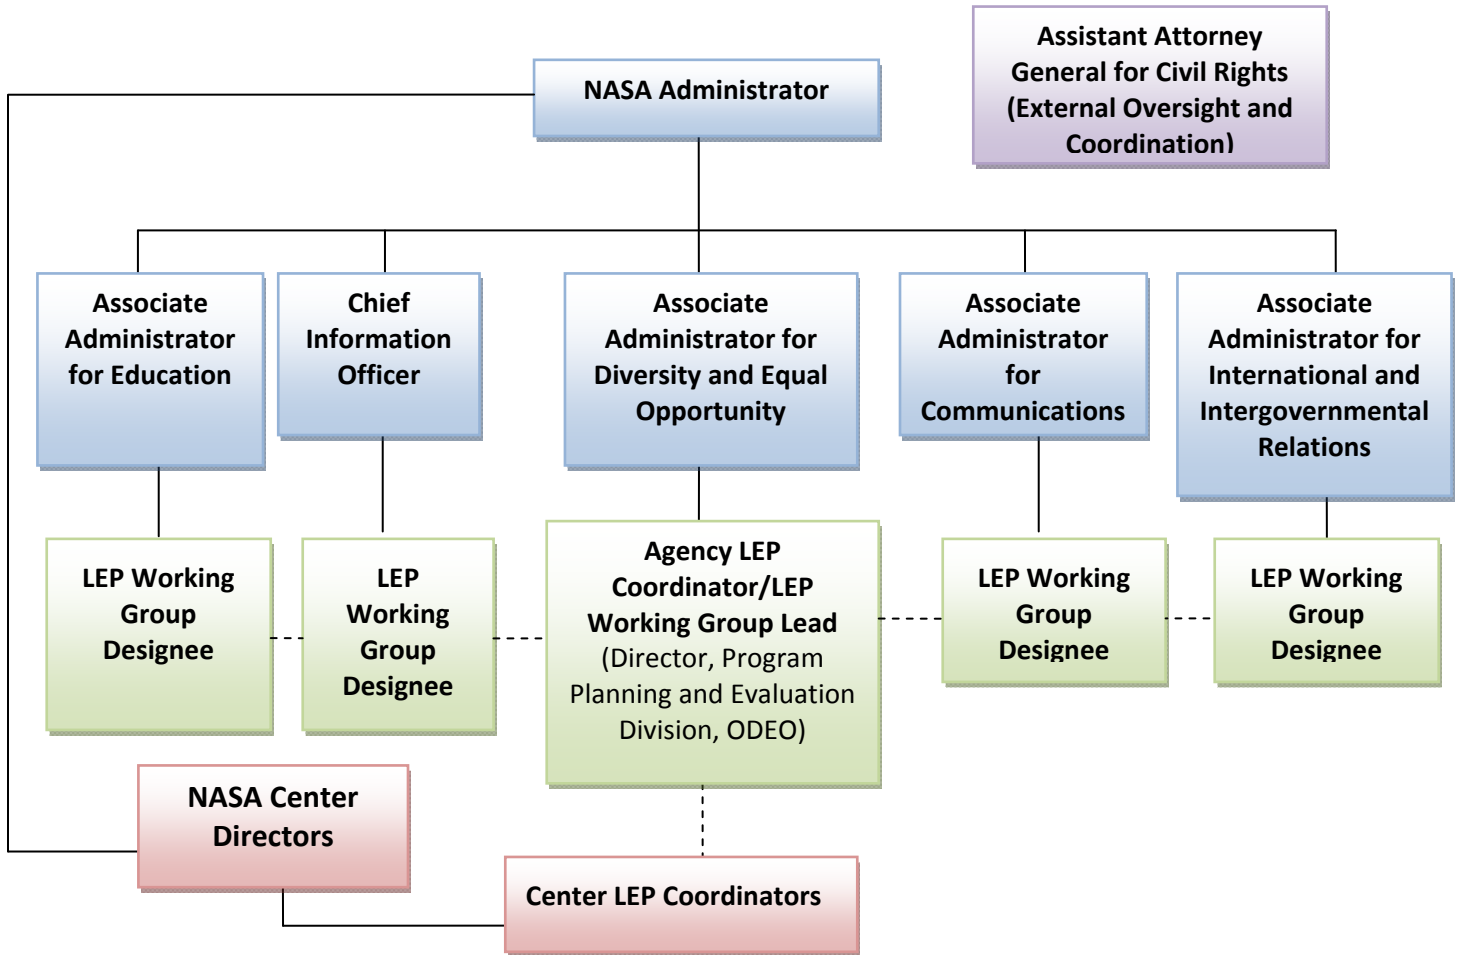 Assistant Attorney
General for Civil Rights
(External Oversight and
Coordination)
NASA Administrator
Associate
Administrator
for Education
Chief
Information
Officer
Associate
Administrator for
Diversity and Equal
Opportunity
Associate
Administrator
for
Communications
Associate
Administrator for
International and
Intergovernmental
Relations
LEP Working
Group
Designee
LEP
Working
Group
Designee
Agency LEP
Coordinator/LEP
Working Group Lead
(Director, Program
Planning and Evaluation
Division, ODEO)
LEP Working
Group
Designee
LEP Working
Group
Designee
NASA Center
Directors
Center LEP Coordinators